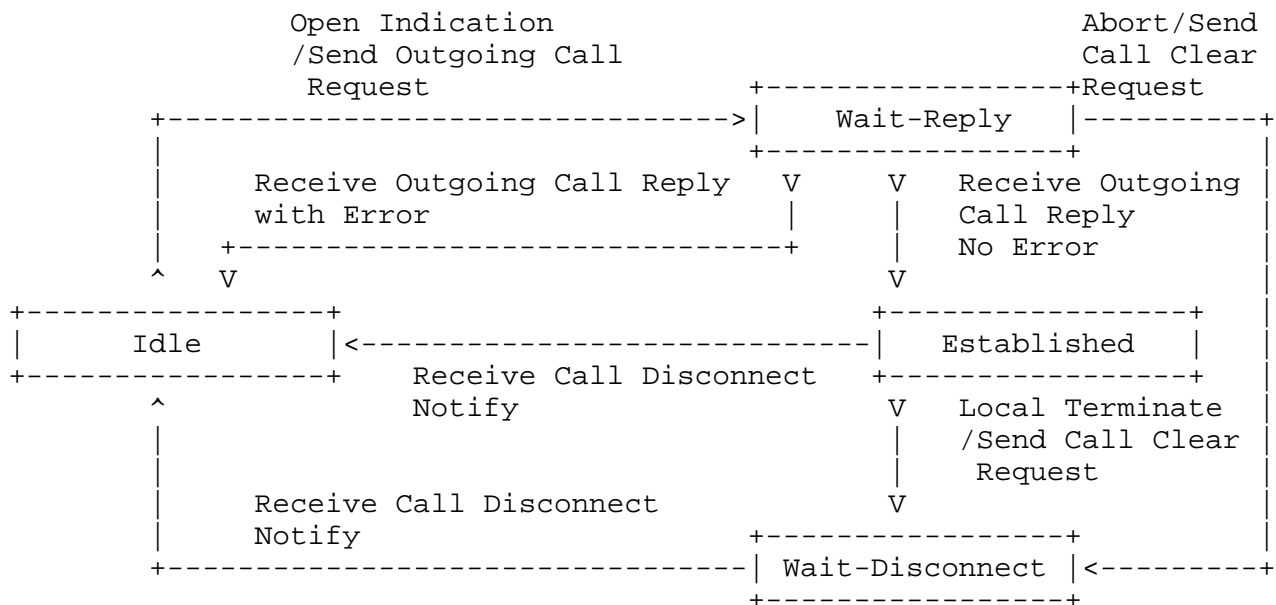 Open Indication Abort/Send
/Send Outgoing Call Call Clear
Request Request
Wait-Reply
Receive Outgoing Call Reply V V Receive Outgoing
with Error Call Reply
No Error
^ V V
Idle Established
Receive Call Disconnect
^ Notify V Local Terminate
/Send Call Clear
Request
Receive Call Disconnect V
Notify
Wait-Disconnect